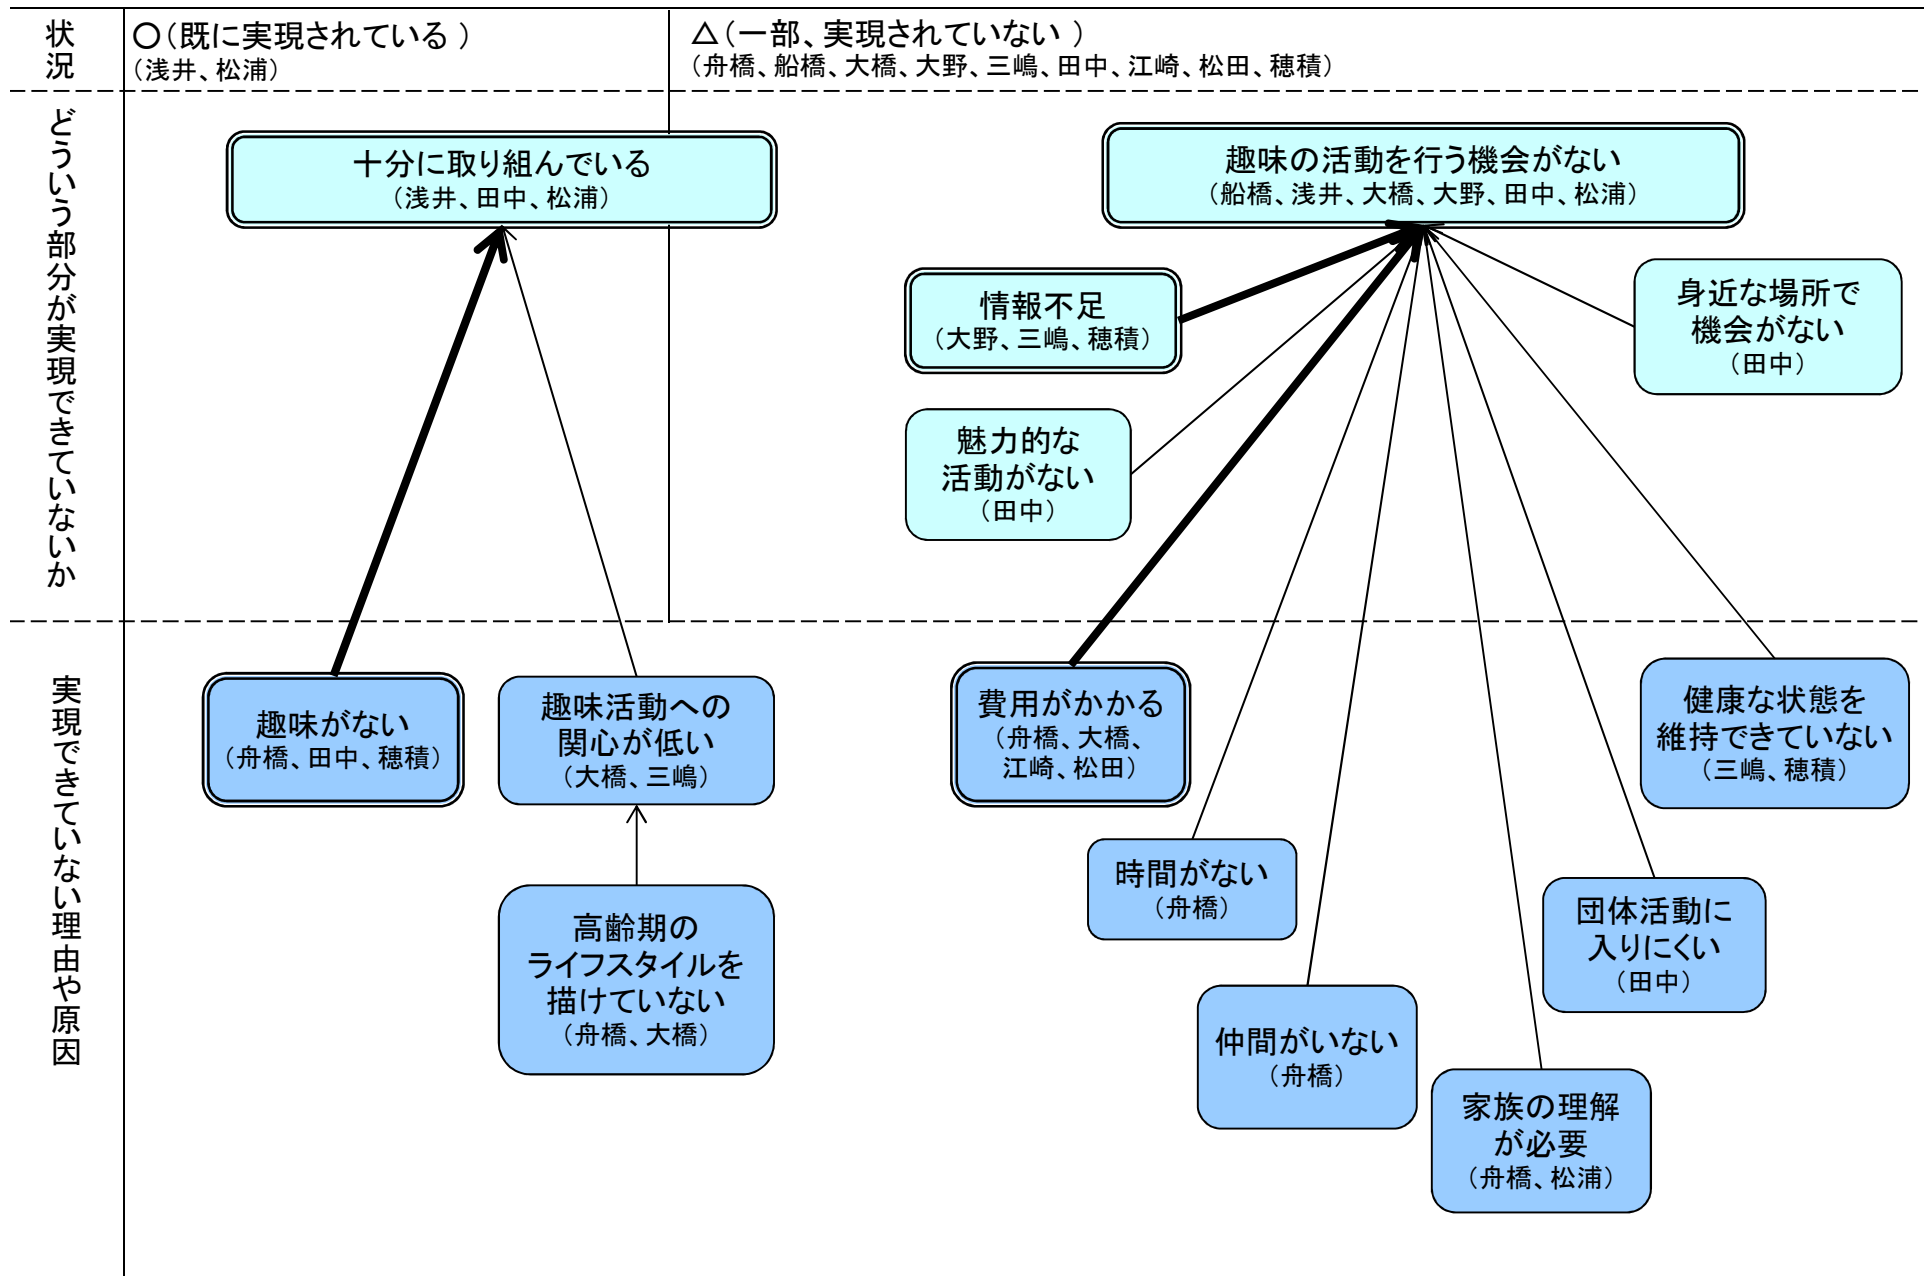 状況
○(既に実現されている )
(浅井、松浦)
△(一部、実現されていない )
(舟橋、船橋、大橋、大野、三嶋、田中、江崎、松田、穂積)
どういう部分が実現できていないか
十分に取り組んでいる
(浅井、田中、松浦)
趣味の活動を行う機会がない
(船橋、浅井、大橋、大野、田中、松浦)
情報不足
(大野、三嶋、穂積)
身近な場所で
機会がない
(田中)
魅力的な
活動がない
(田中)
実現できていない理由や原因
趣味がない
(舟橋、田中、穂積)
趣味活動への
関心が低い
(大橋、三嶋)
費用がかかる
(舟橋、大橋、
江崎、松田)
健康な状態を
維持できていない
(三嶋、穂積)
時間がない
(舟橋)
高齢期の
ライフスタイルを
描けていない
(舟橋、大橋)
団体活動に
入りにくい
(田中)
仲間がいない
(舟橋)
家族の理解
が必要
(舟橋、松浦)